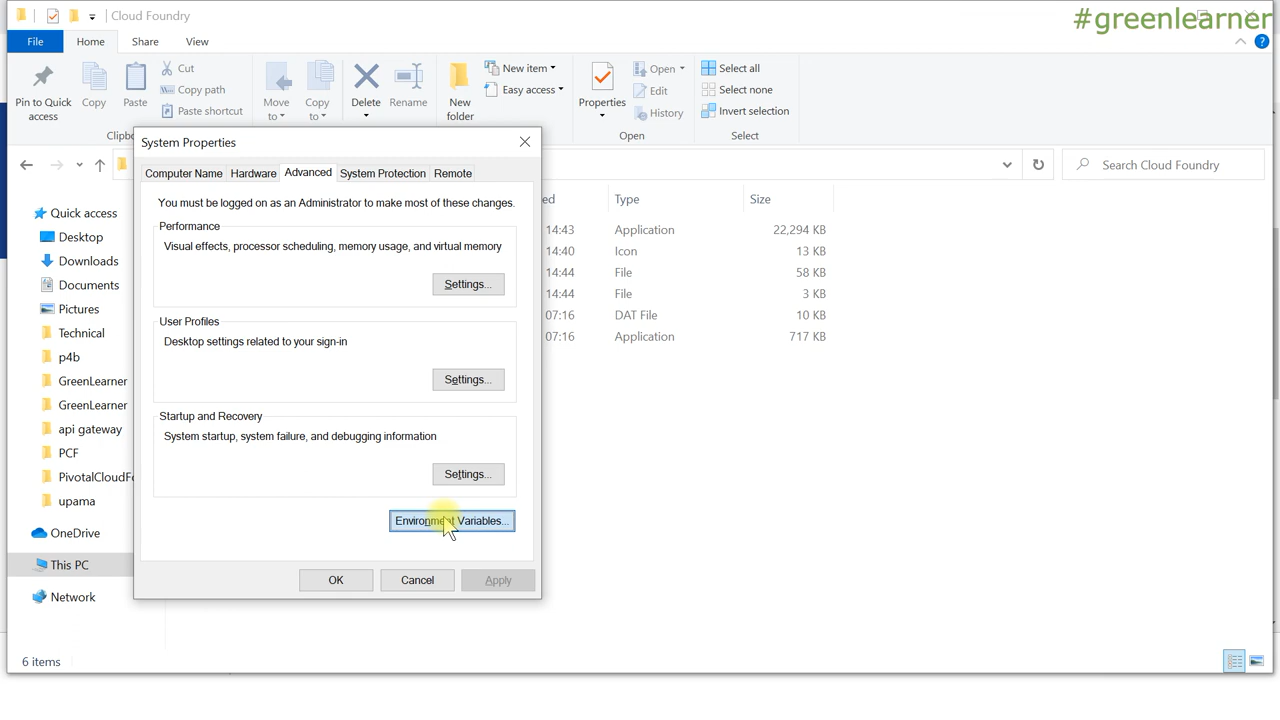 Cloud Foundry
#greenlearner
File
Home
Share
View
Pin to Quick access
Copy
Paste
Cut
Copy path
Paste shortcut
Move to
Copy to
Delete
Rename
New folder
New item
Easy access
Properties
Open
Edit
History
Select all
Select none
Invert selection
Clipb
Open
Select
Search Cloud Foundry
System Properties
Computer Name
Hardware
Advanced
System Protection
Remote
You must be logged on as an Administrator to make most of these changes.
Performance
Visual effects, processor scheduling, memory usage, and virtual memory
Settings...
User Profiles
Desktop settings related to your sign-in
Settings...
Startup and Recovery
System startup, system failure, and debugging information
Settings...
Environment Variables...
OK
Cancel
Apply
Quick access
Desktop
Downloads
Documents
Pictures
Technical
p4b
GreenLearner
GreenLearner
api gateway
PCF
PivotalCloudFo
upama
OneDrive
This PC
Network
ed Type Size
14:43 Application 22,294 KB
14:40 Icon 13 KB
14:44 File 58 KB
14:44 File 3 KB
07:16 DAT File 10 KB
07:16 Application 717 KB
6 items